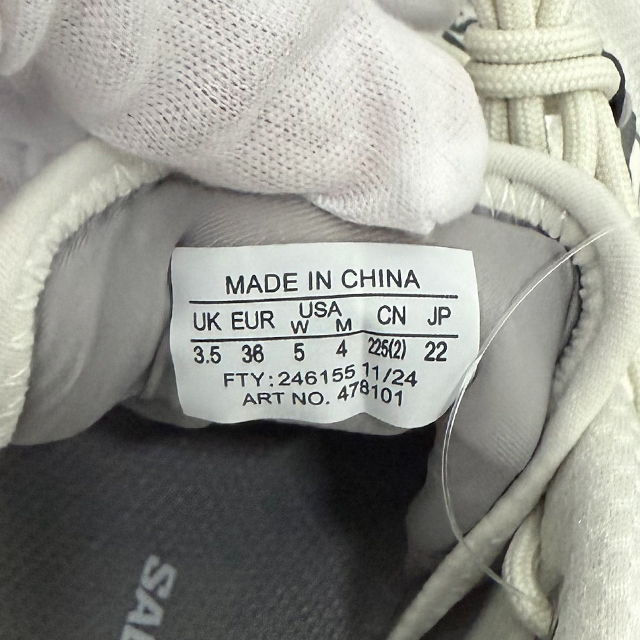 MADE IN CHINA
UK EUR USA W M CN JP
3.5 36 5 4 225(2) 22
FTY: 246155 11/24
ART NO. 478101